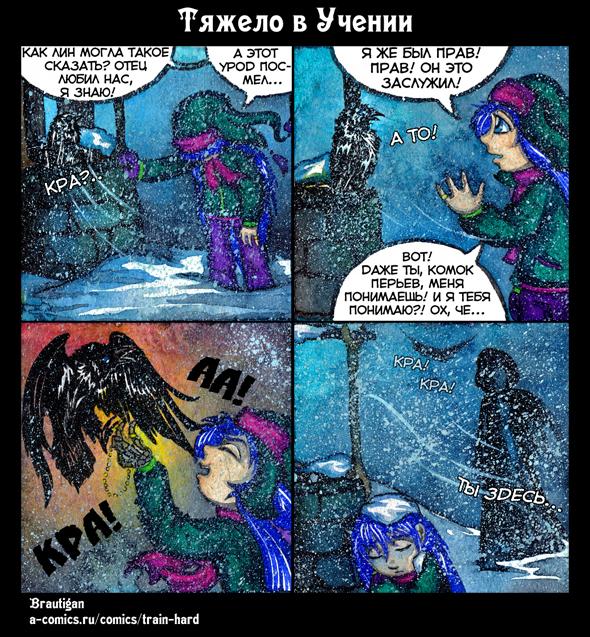 Тяжело в Учении
КАК ЛИН МОГЛА ТАКОЕ
СКАЗАТЬ? ОТЕЦ
ЛЮБИЛ НАС,
Я ЗНАЮ!
А ЭТОТ
УРОД ПОС-
МЕЛ...
КРА?..
Я ЖЕ БЫЛ ПРАВ!
ПРАВ! ОН ЭТО
ЗАСЛУЖИЛ!
А ТО!
ВОТ!
ДАЖЕ ТЫ, КОМОК
ПЕРЬЕВ, МЕНЯ
ПОНИМАЕШЬ! И Я ТЕБЯ
ПОНИМАЮ?! ОХ, ЧЕ...
АА!
КРА!
КРА!
КРА!
ТЫ ЗДЕСЬ...
Brautigan
a-comics.ru/comics/train-hard